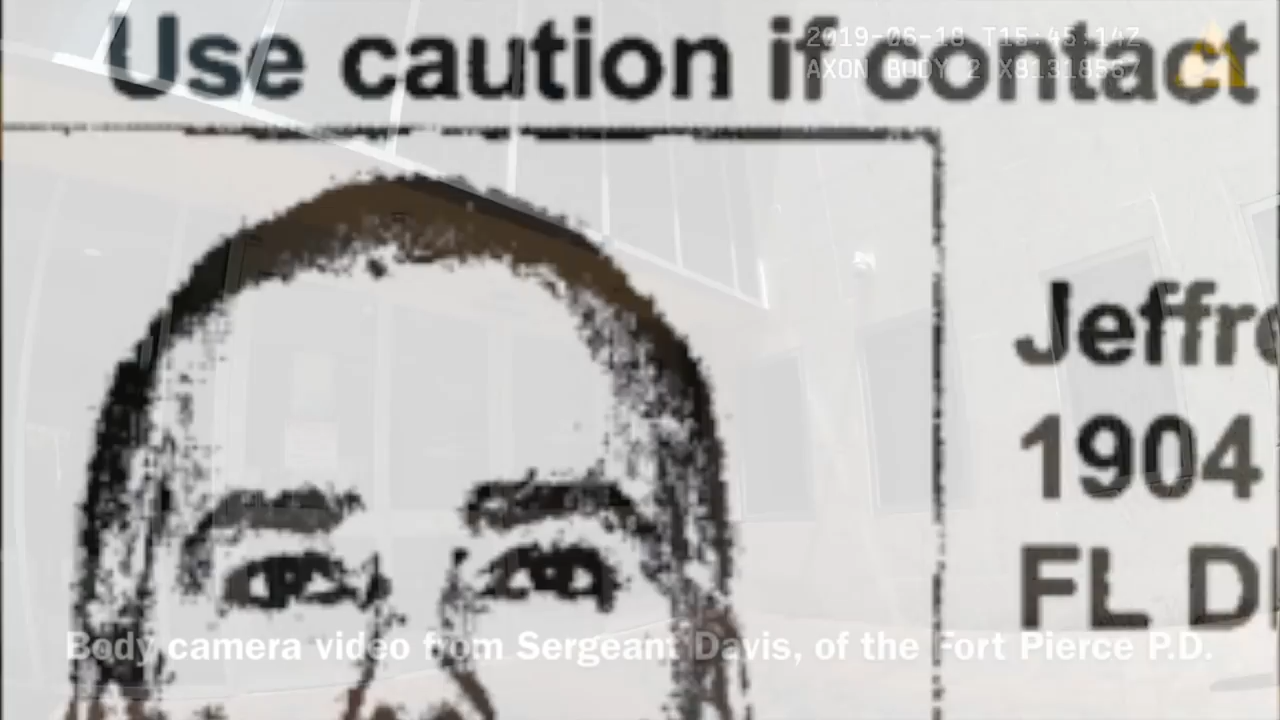 Use caution if contact
2019-06-18 T15:45:14Z
AXON BODY 2 X81318567
Jeffre
1904
FL
Body camera video from Sergeant Davis, of the Fort Pierce P.D.